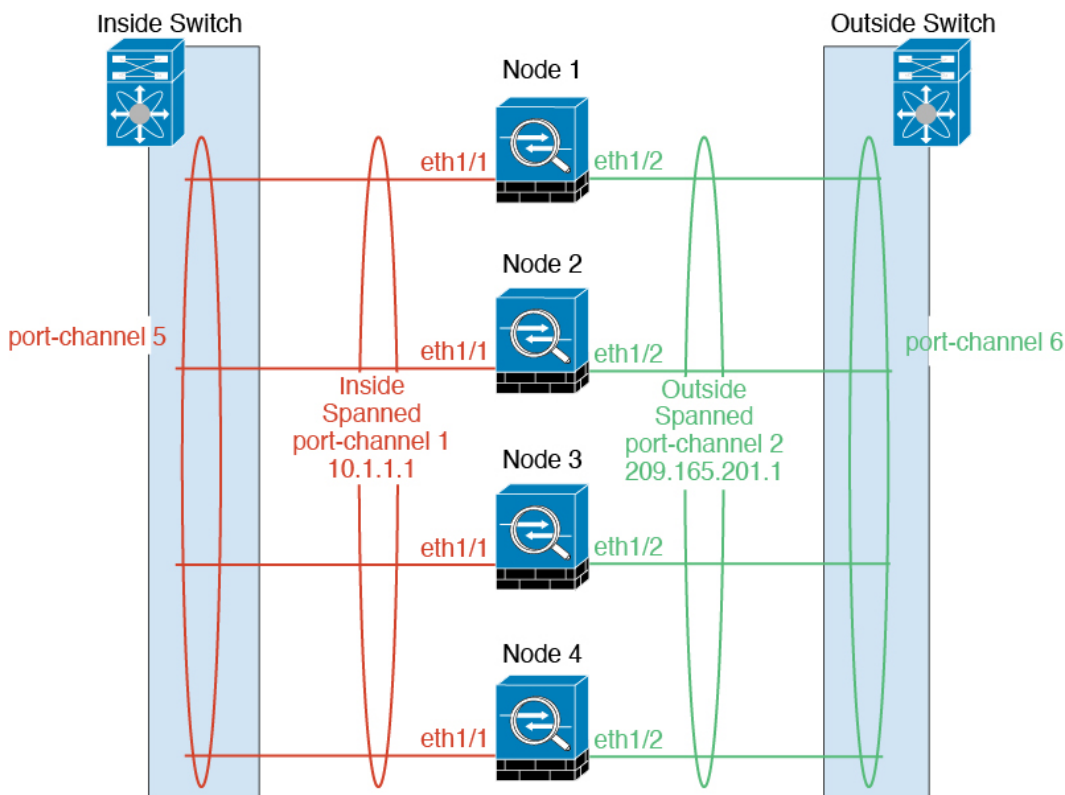 Inside Switch
Outside Switch
Node 1
eth1/1
eth1/2
Node 2
port-channel 5
eth1/1
eth1/2
port-channel 6
Inside
Spanned
port-channel 1
10.1.1.1
Outside
Spanned
port-channel 2
209.165.201.1
Node 3
eth1/1
eth1/2
Node 4
eth1/1
eth1/2